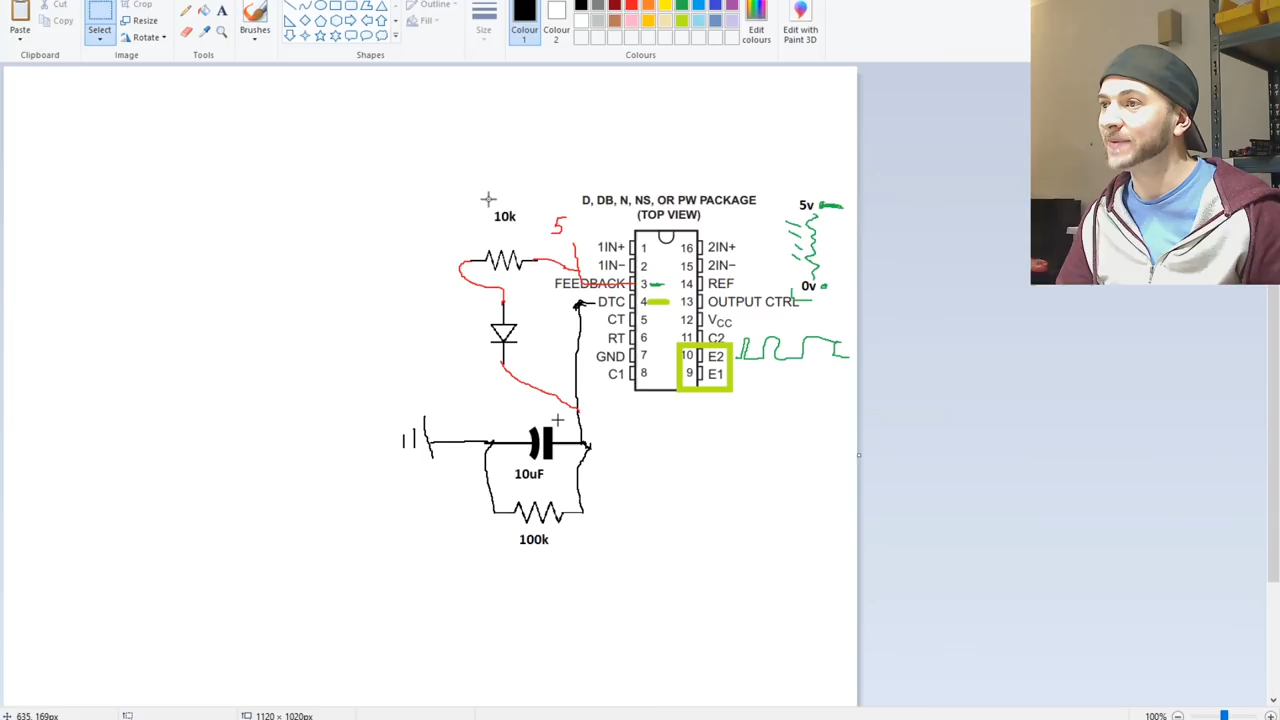 Paste
Cut
Copy
Clipboard
Select
Crop
Resize
Rotate
Image
Tools
Brushes
Shapes
Outline
Fill
Size
Colour 1
Colour 2
Edit colours
Edit with Paint 3D
Colours
10k
5
D, DB, N, NS, OR PW PACKAGE
(TOP VIEW)
5v
0v
1IN+ 1 16 2IN+
1IN− 2 15 2IN−
FEEDBACK 3 14 REF
DTC 4 13 OUTPUT CTRL
CT 5 12 VCC
RT 6 11 C2
GND 7 10 E2
C1 8 9 E1
+
10uF
100k
635, 169px
1120 × 1020px
100%